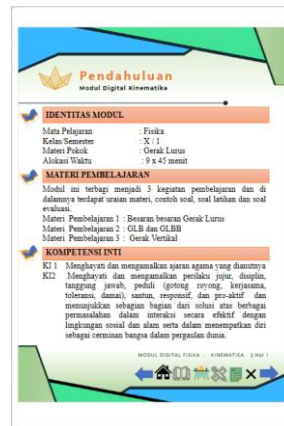 Pendahuluan
Modul Digital Kinematika
IDENTITAS MODUL
Mata Pelajaran : Fisika
Kelas/Semester : X / 1
Materi Pokok : Gerak Lurus
Alokasi Waktu : 9 x 45 menit
MATERI PEMBELAJARAN
Modul ini terbagi menjadi 3 kegiatan pembelajaran dan di
dalamnya terdapat uraian materi, contoh soal, soal latihan dan soal
evaluasi.
Materi Pembelajaran 1 : Besaran besaran Gerak Lurus
Materi Pembelajaran 2 : GLB dan GLBB
Materi Pembelajaran 3 : Gerak Vertikal
KOMPETENSI INTI
KI 1 Menghayati dan mengamalkan ajaran agama yang dianutnya
KI2 Menghayati dan mengamalkan perilaku jujur, disiplin,
tanggung jawab, peduli (gotong royong, kerjasama,
toleransi, damai), santun, responsif, dan pro-aktif dan
menunjukkan sebagian bagian dari solusi atas berbagai
permasalahan dalam interaksi secara efektif dengan
lingkungan sosial dan alam serta dalam menempatkan diri
sebagai cerminan bangsa dalam pergaulan dunia.
MODUL DIGITAL FISIKA - KINEMATIKA || Hal 1